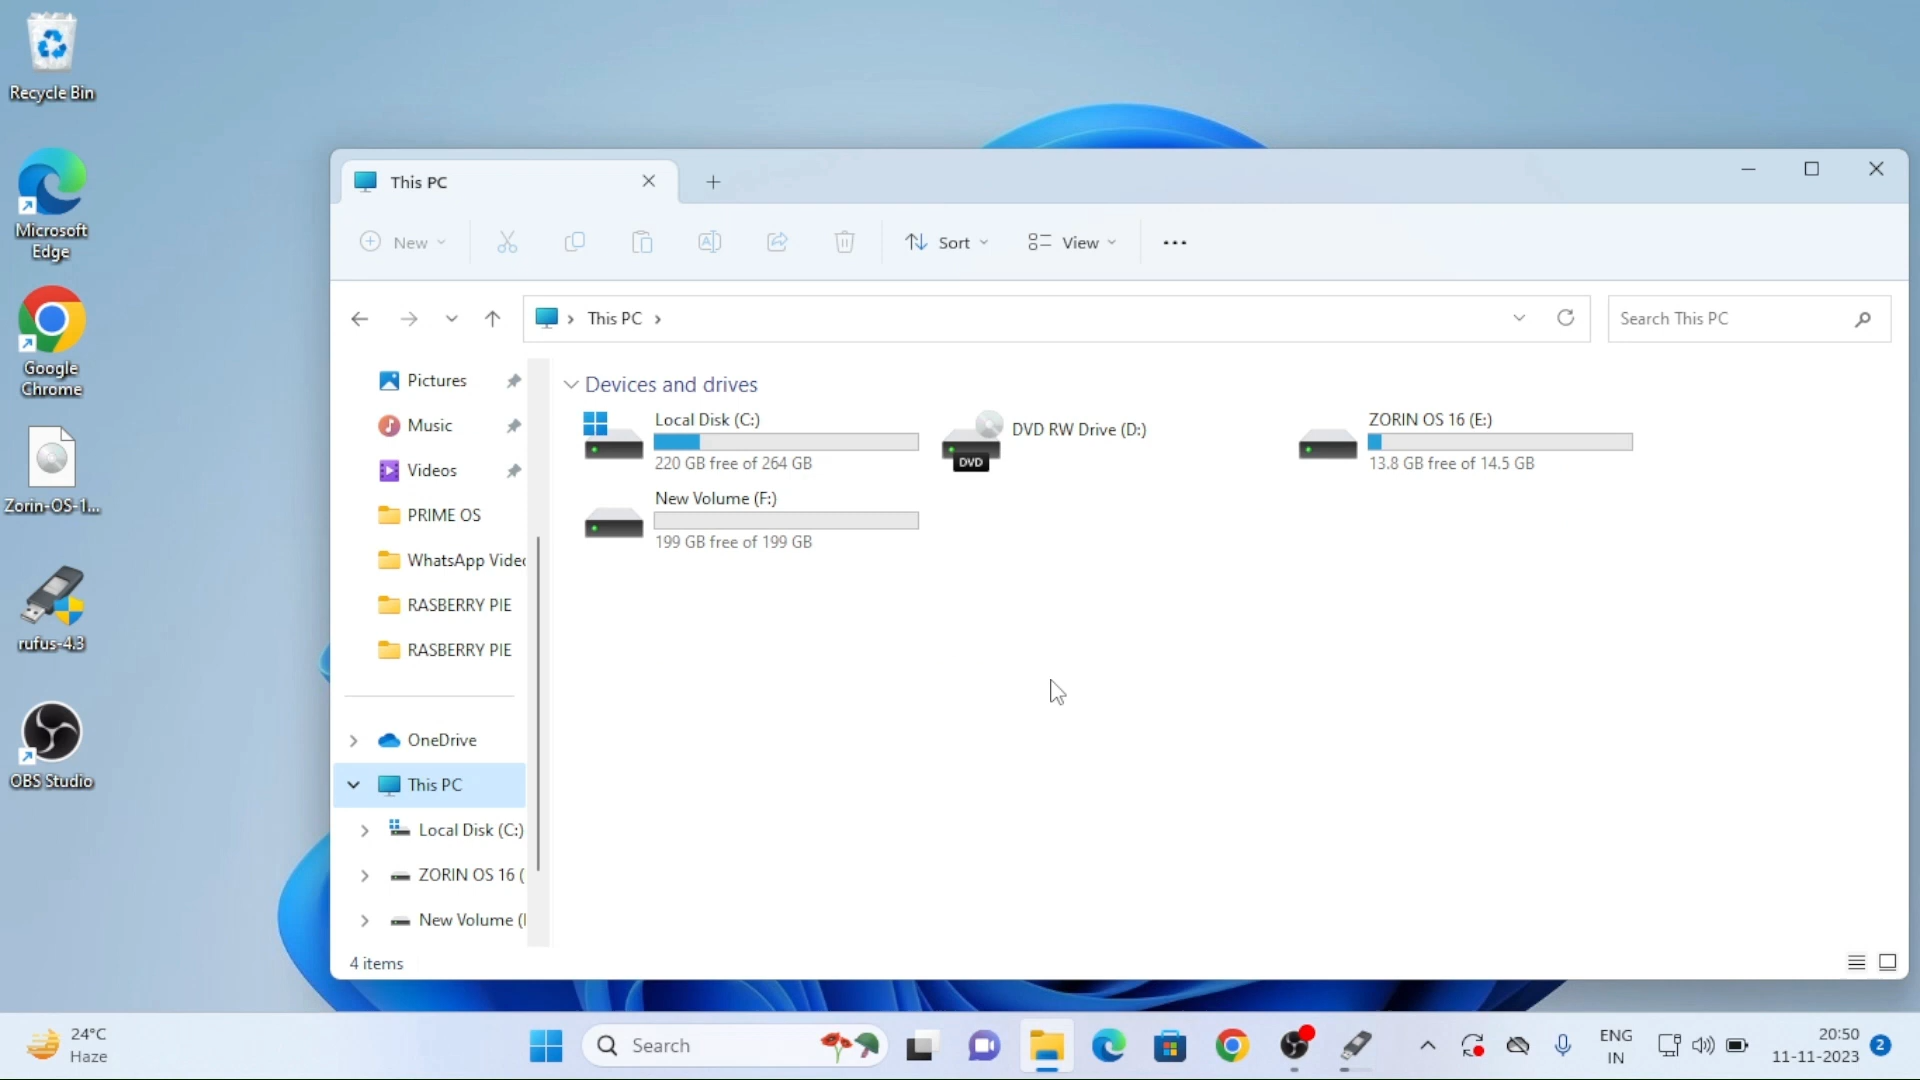 Recycle Bin
Microsoft
Edge
Google
Chrome
Zorin-OS-1...
rufus-4.3
OBS Studio
This PC
New
Sort
View
This PC
Search This PC
Pictures
Music
Videos
PRIME OS
WhatsApp Videc
RASBERRY PIE
RASBERRY PIE
OneDrive
This PC
Local Disk (C:)
ZORIN OS 16 (
New Volume (I
Devices and drives
Local Disk (C:)
220 GB free of 264 GB
DVD
DVD RW Drive (D:)
ZORIN OS 16 (E:)
13.8 GB free of 14.5 GB
New Volume (F:)
199 GB free of 199 GB
4 items
24°C
Haze
Search
ENG
IN
20:50
11-11-2023
2